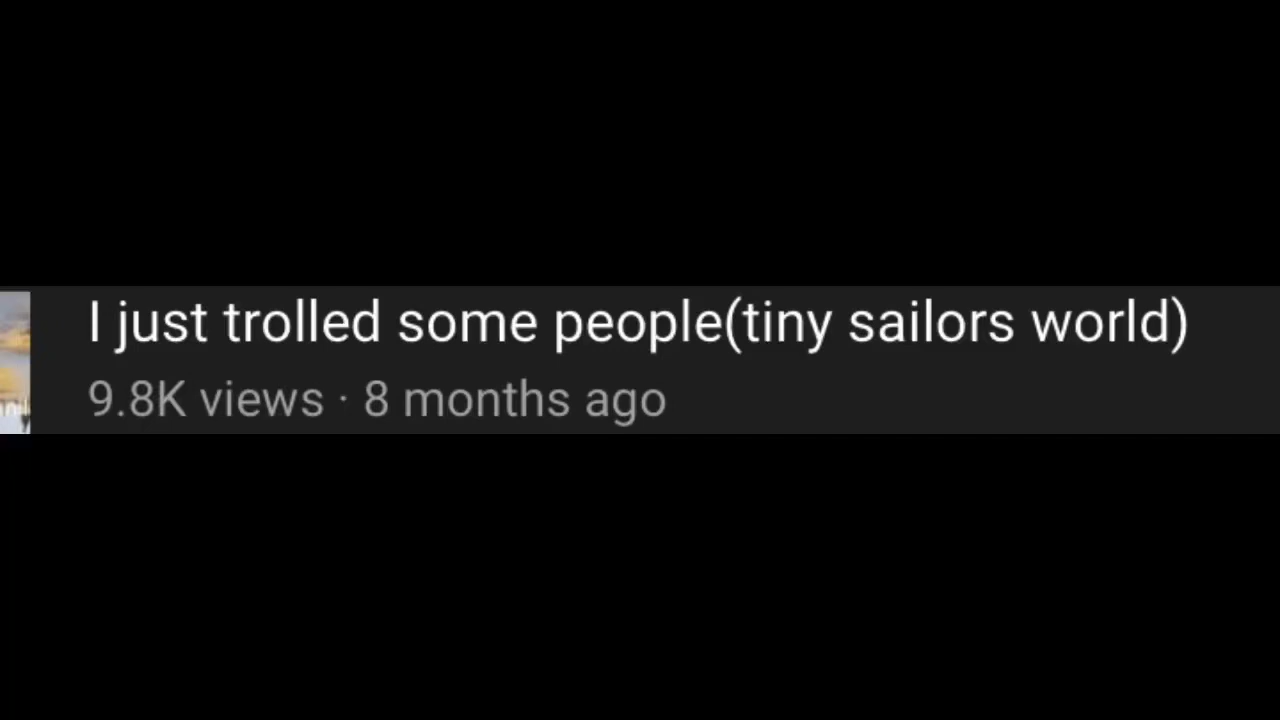 I just trolled some people(tiny sailors world)
9.8K views · 8 months ago